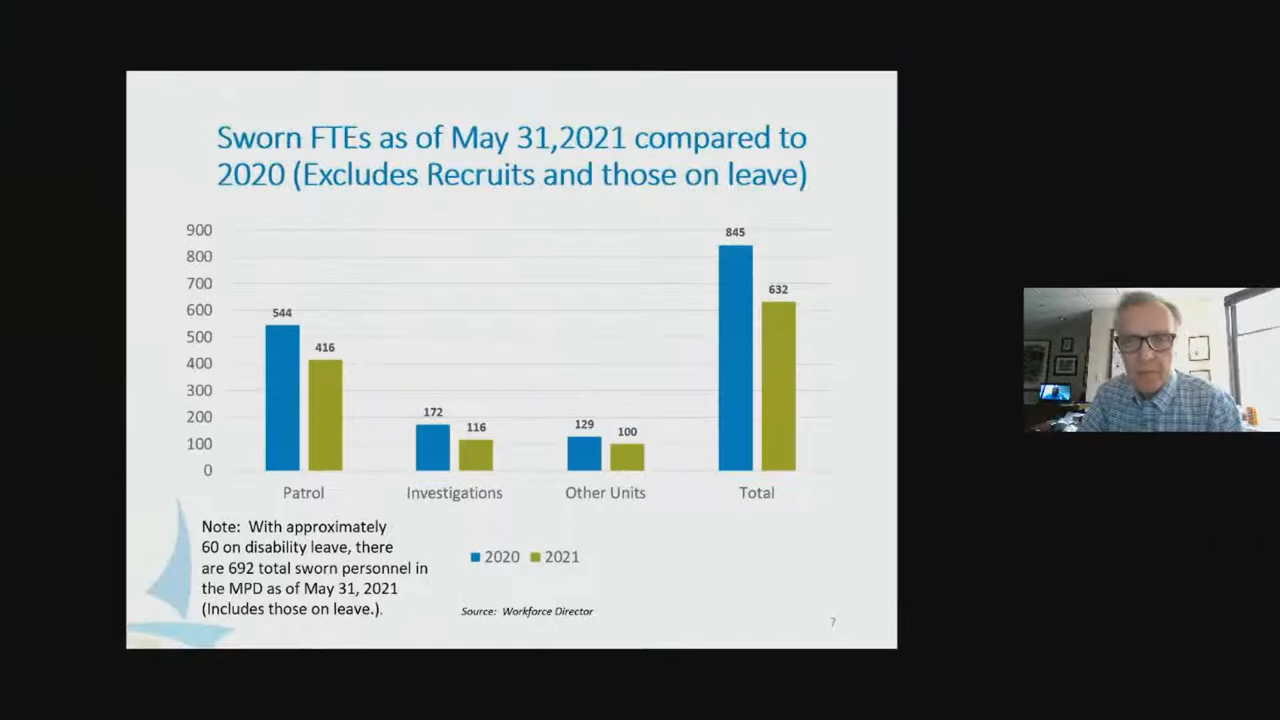 Sworn FTEs as of May 31,2021 compared to
2020 (Excludes Recruits and those on leave)
900
800
700
600
500
400
300
200
100
0
544
416
172
116
129
100
845
632
Patrol
Investigations
Other Units
Total
2020
2021
Note: With approximately
60 on disability leave, there
are 692 total sworn personnel in
the MPD as of May 31, 2021
(Includes those on leave.).
Source: Workforce Director
7